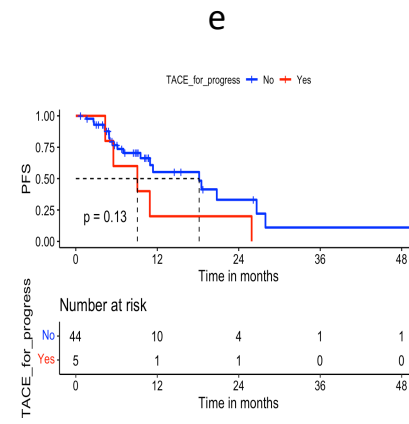 e
TACE_for_progress No Yes
1.00
0.75
0.50
0.25
0.00
PFS
p = 0.13
0 12 24 36 48
Time in months
Number at risk
TACE_for_progress
No 44 10 4 1 1
Yes 5 1 1 0 0
0 12 24 36 48
Time in months